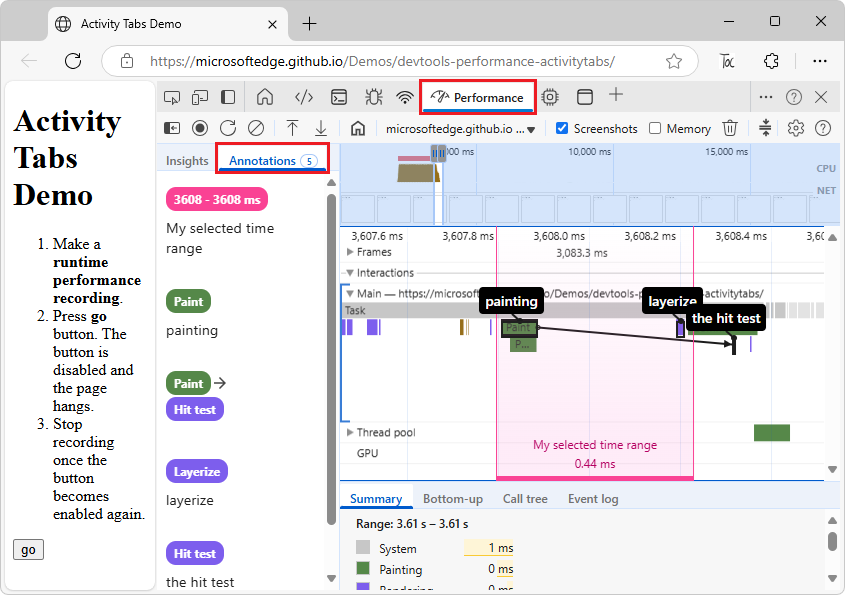 Activity Tabs Demo
https://microsoftedge.github.io/Demos/devtools-performance-activitytabs/
Activity
Tabs
Demo
1. Make a
runtime
performance
recording.
2. Press go
button. The
button is
disabled and
the page
hangs.
3. Stop
recording
once the
button
becomes
enabled again.
go
Performance
microsoftedge.github.io ...
Screenshots
Memory
Insights
Annotations 5
3608 - 3608 ms
My selected time
range
Paint
painting
Paint
Hit test
Layerize
layerize
Hit test
the hit test
000 ms
10,000 ms
15,000 ms
CPU
NET
3,607.6 ms
3,607.8 ms
3,608.0 ms
3,608.2 ms
3,608.4 ms
Frames
3,083.3 ms
Interactions
Main — https://microsoft
io/Demos/devtools-p
-activitytabs/
painting
layerize
the hit test
Task
Paint
P...
Thread pool
GPU
My selected time range
0.44 ms
Summary
Bottom-up
Call tree
Event log
Range: 3.61 s – 3.61 s
System 1 ms
Painting 0 ms
Rendering 0 ms